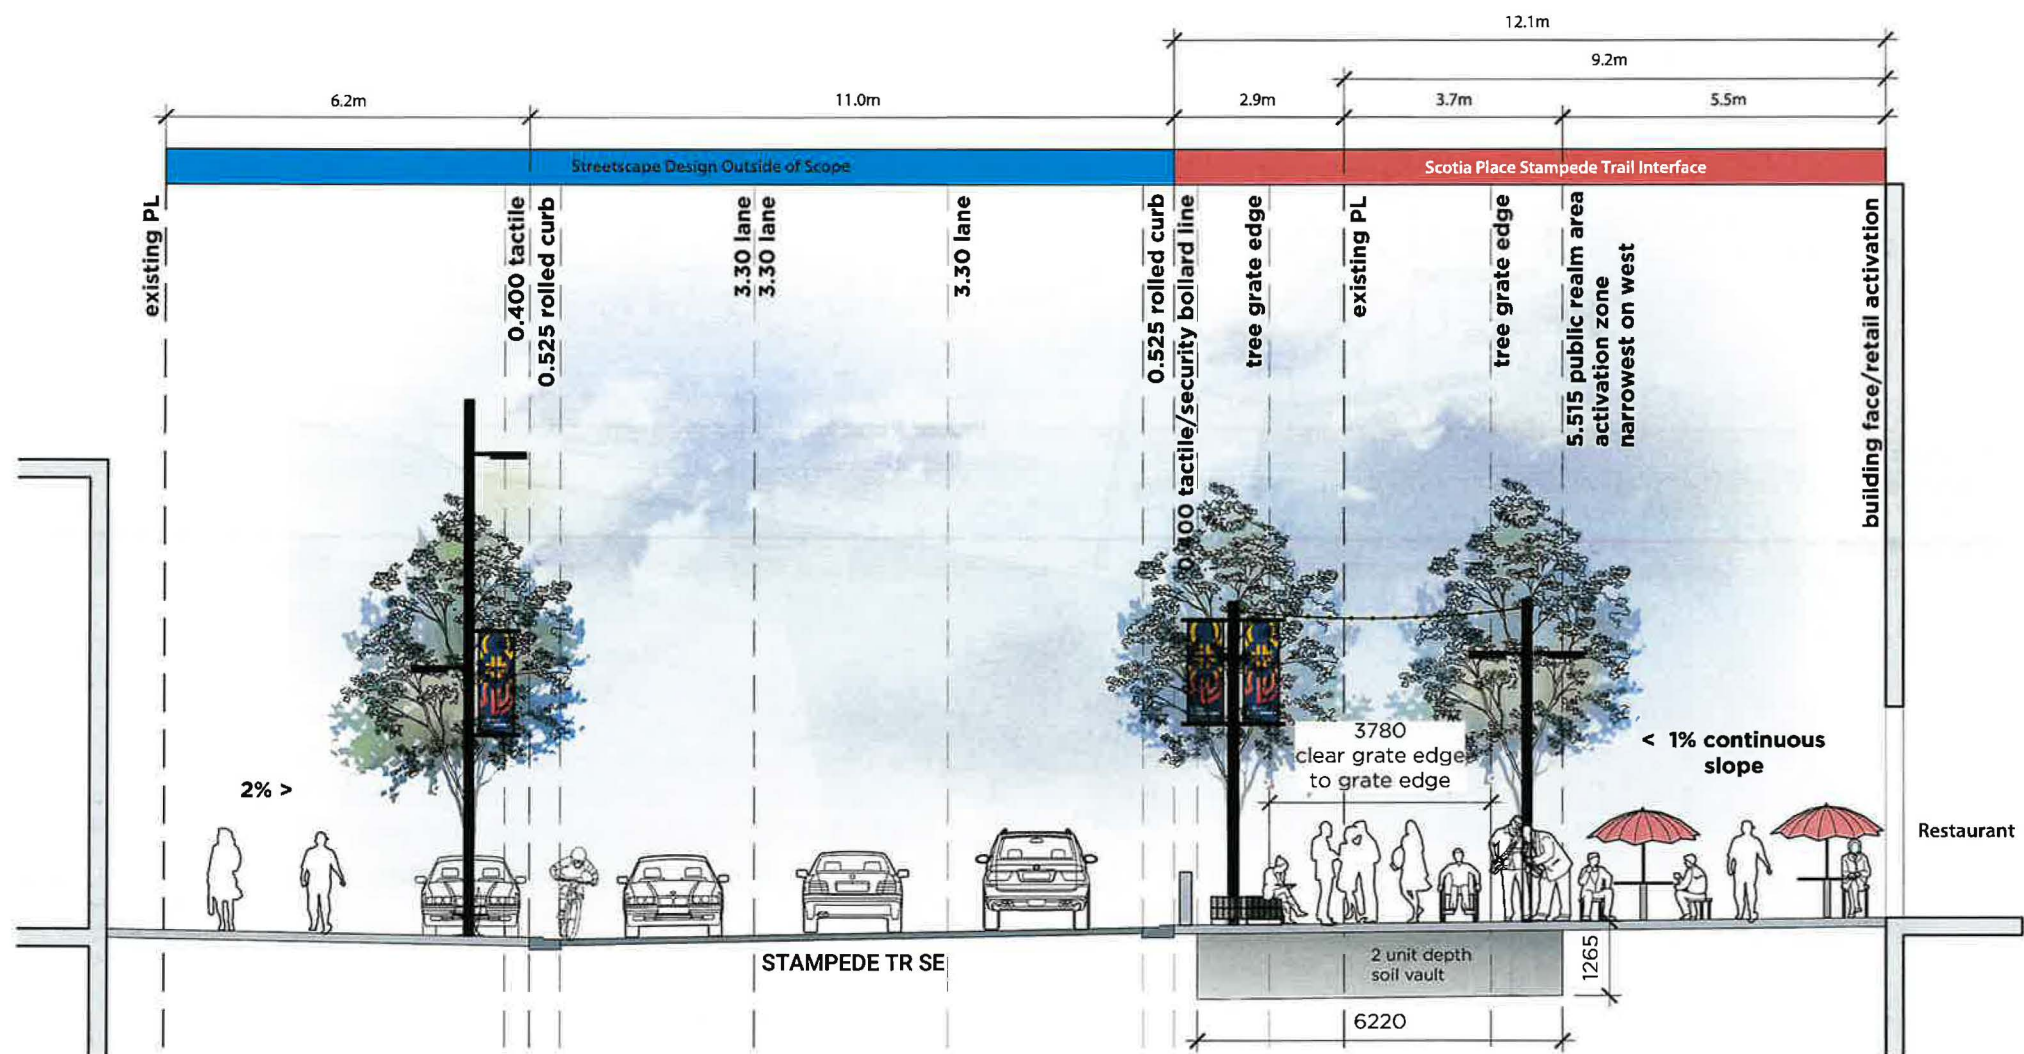 12.1m
9.2m
6.2m
11.0m
2.9m
3.7m
5.5m
Streetscape Design Outside of Scope
Scotia Place Stampede Trail Interface
existing PL
0.400 tactile
0.525 rolled curb
3.30 lane
3.30 lane
3.30 lane
0.525 rolled curb
0.400 tactile/security bollard line
tree grate edge
existing PL
tree grate edge
5.515 public realm area
activation zone
narrowest on west
building face/retail activation
3780
clear grate edge
to grate edge
< 1% continuous
slope
2% >
Restaurant
STAMPEDE TR SE
2 unit depth
soil vault
1265
6220